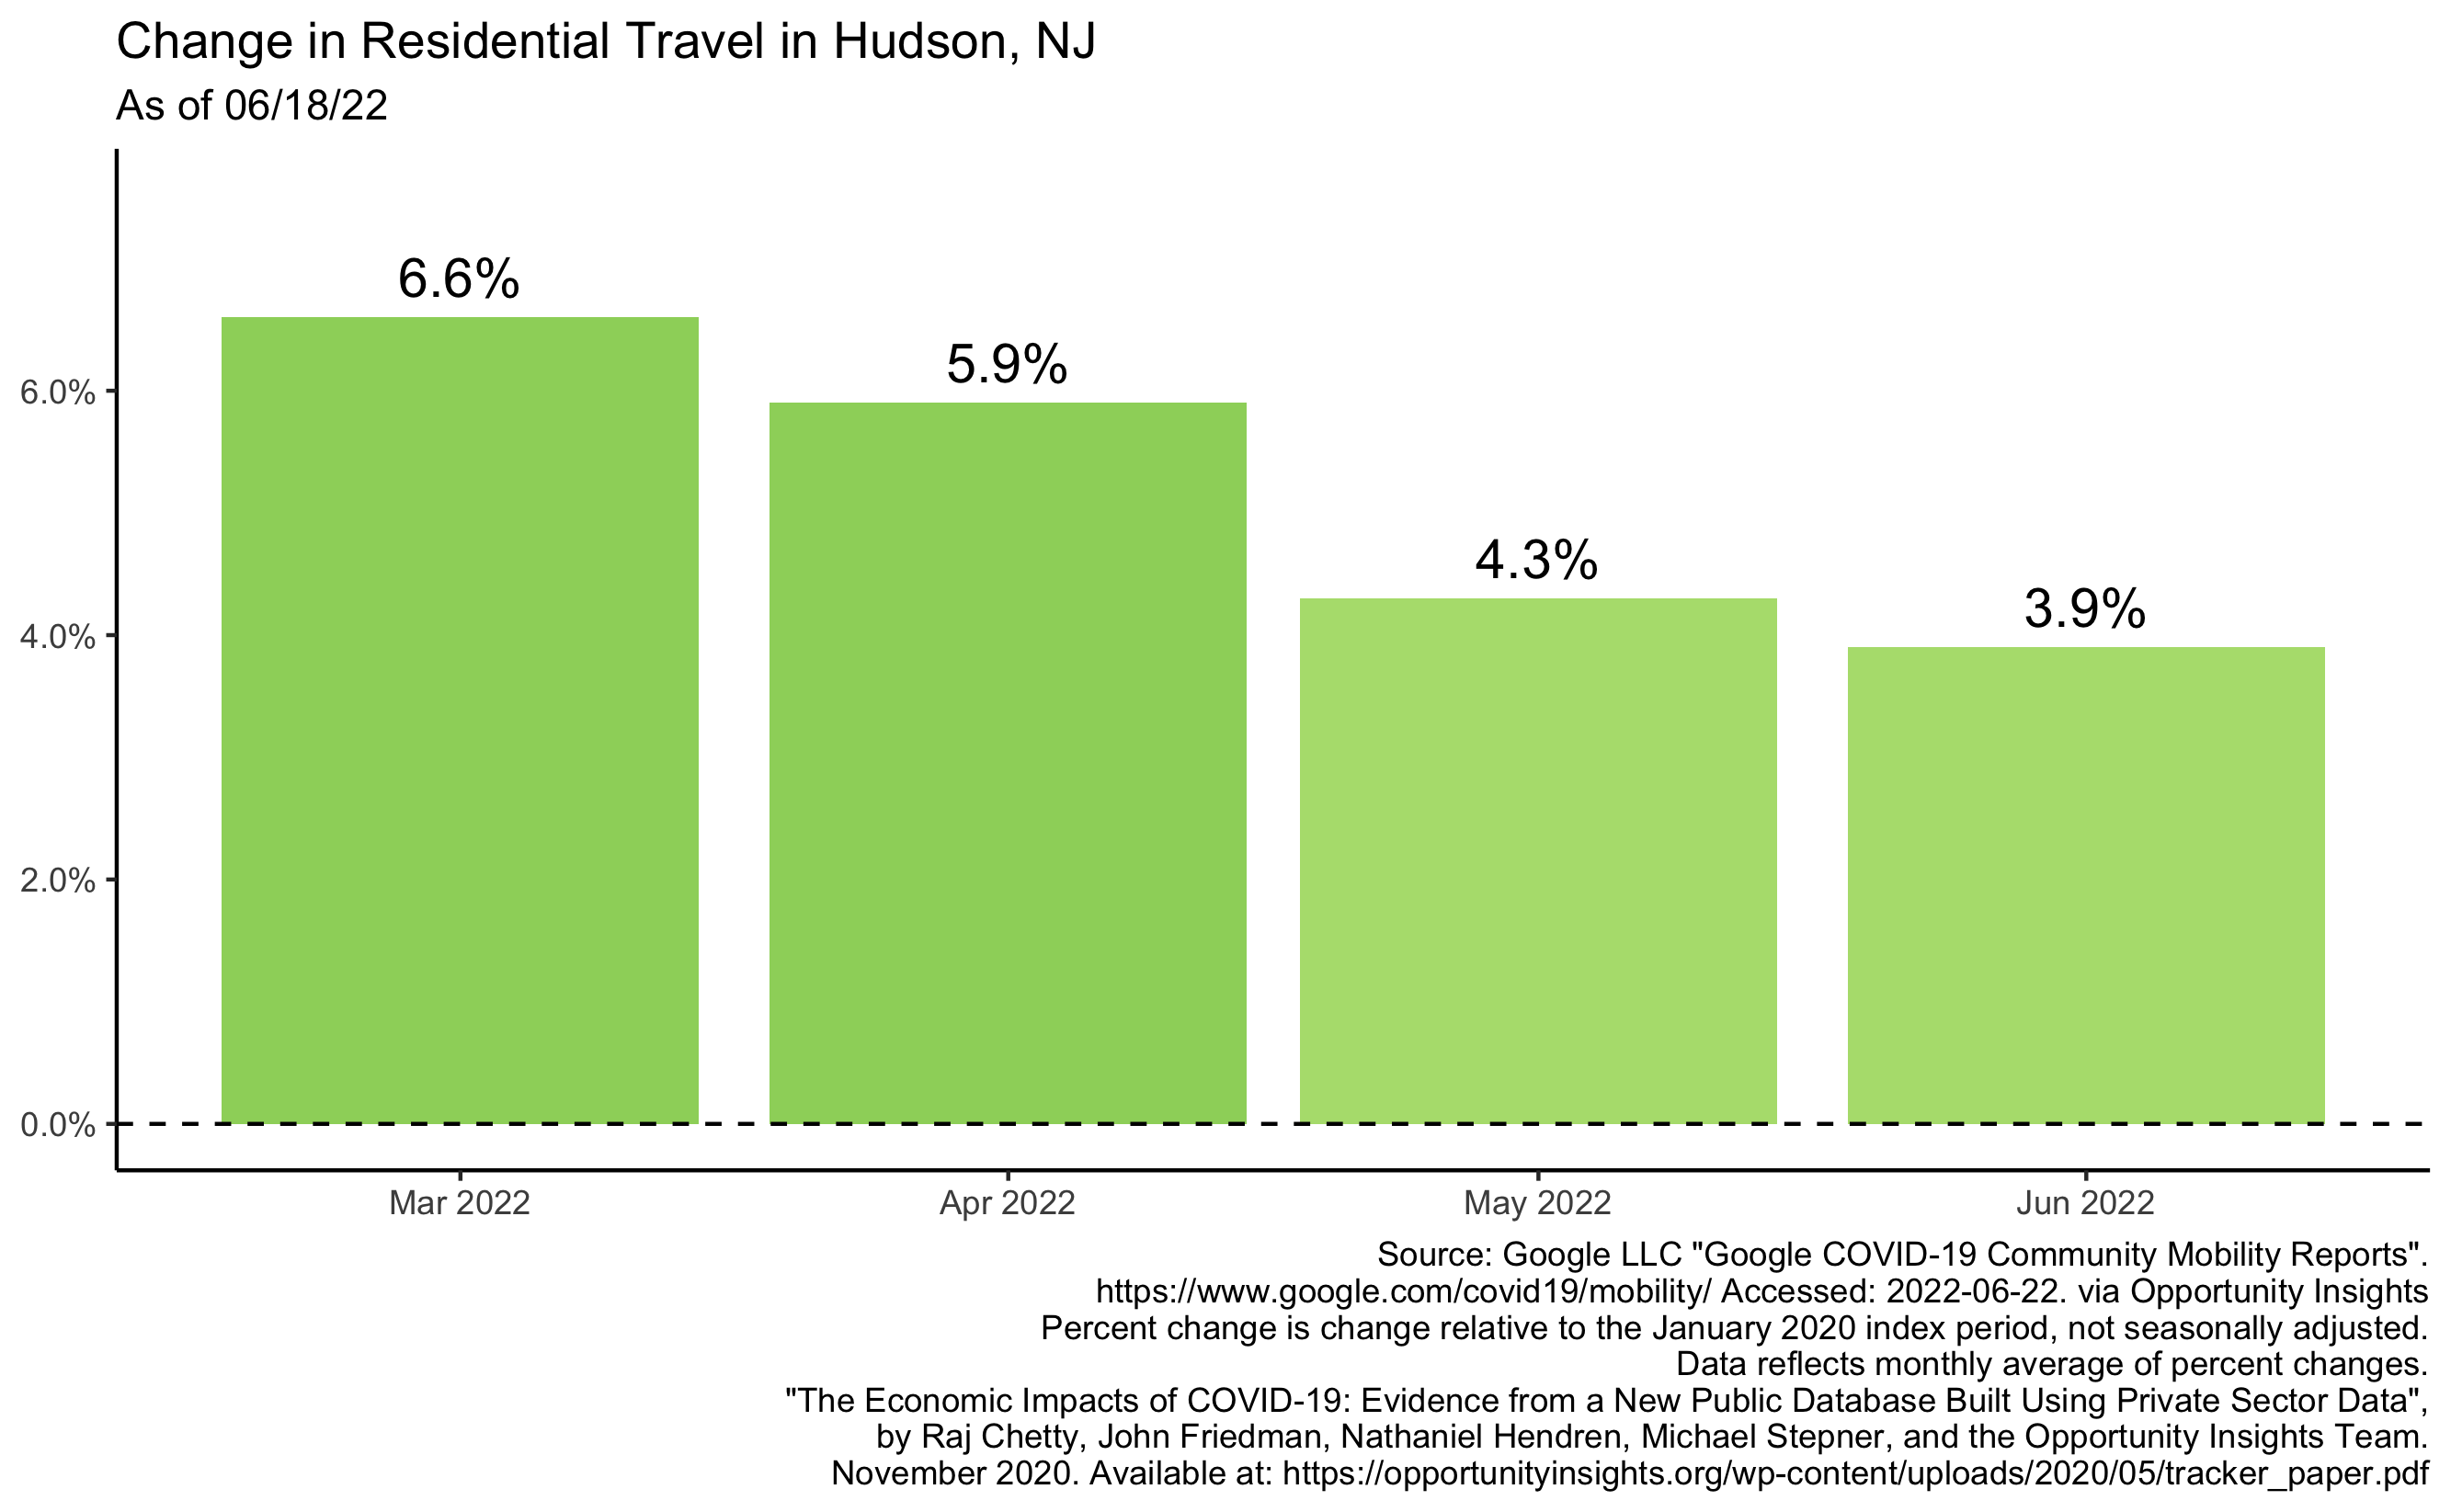 Change in Residential Travel in Hudson, NJ
As of 06/18/22
6.6%
5.9%
4.3%
3.9%
6.0%
4.0%
2.0%
0.0%
Mar 2022
Apr 2022
May 2022
Jun 2022
Source: Google LLC "Google COVID-19 Community Mobility Reports".
https://www.google.com/covid19/mobility/ Accessed: 2022-06-22. via Opportunity Insights
Percent change is change relative to the January 2020 index period, not seasonally adjusted.
Data reflects monthly average of percent changes.
"The Economic Impacts of COVID-19: Evidence from a New Public Database Built Using Private Sector Data",
by Raj Chetty, John Friedman, Nathaniel Hendren, Michael Stepner, and the Opportunity Insights Team.
November 2020. Available at: https://opportunityinsights.org/wp-content/uploads/2020/05/tracker_paper.pdf